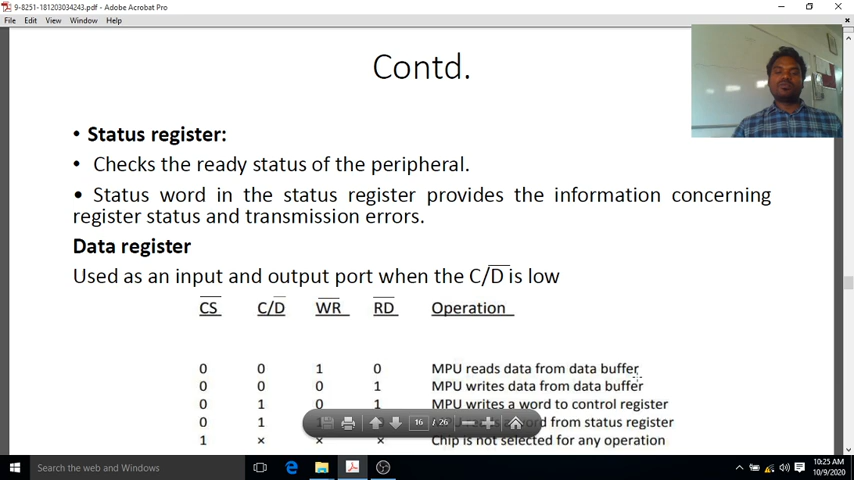 9-8251-181203034243.pdf - Adobe Acrobat Pro
File Edit View Window Help
Contd.
• Status register:
• Checks the ready status of the peripheral.
• Status word in the status register provides the information concerning
register status and transmission errors.
Data register
Used as an input and output port when the C/D is low
CS C/D WR RD Operation
0 0 1 0 MPU reads data from data buffer
0 0 0 1 MPU writes data from data buffer
0 1 0 1 MPU writes a word to control register
0 1 from status register
1 × × × Chip is not selected for any operation
16 / 26
Search the web and Windows
10:25 AM
10/9/2020